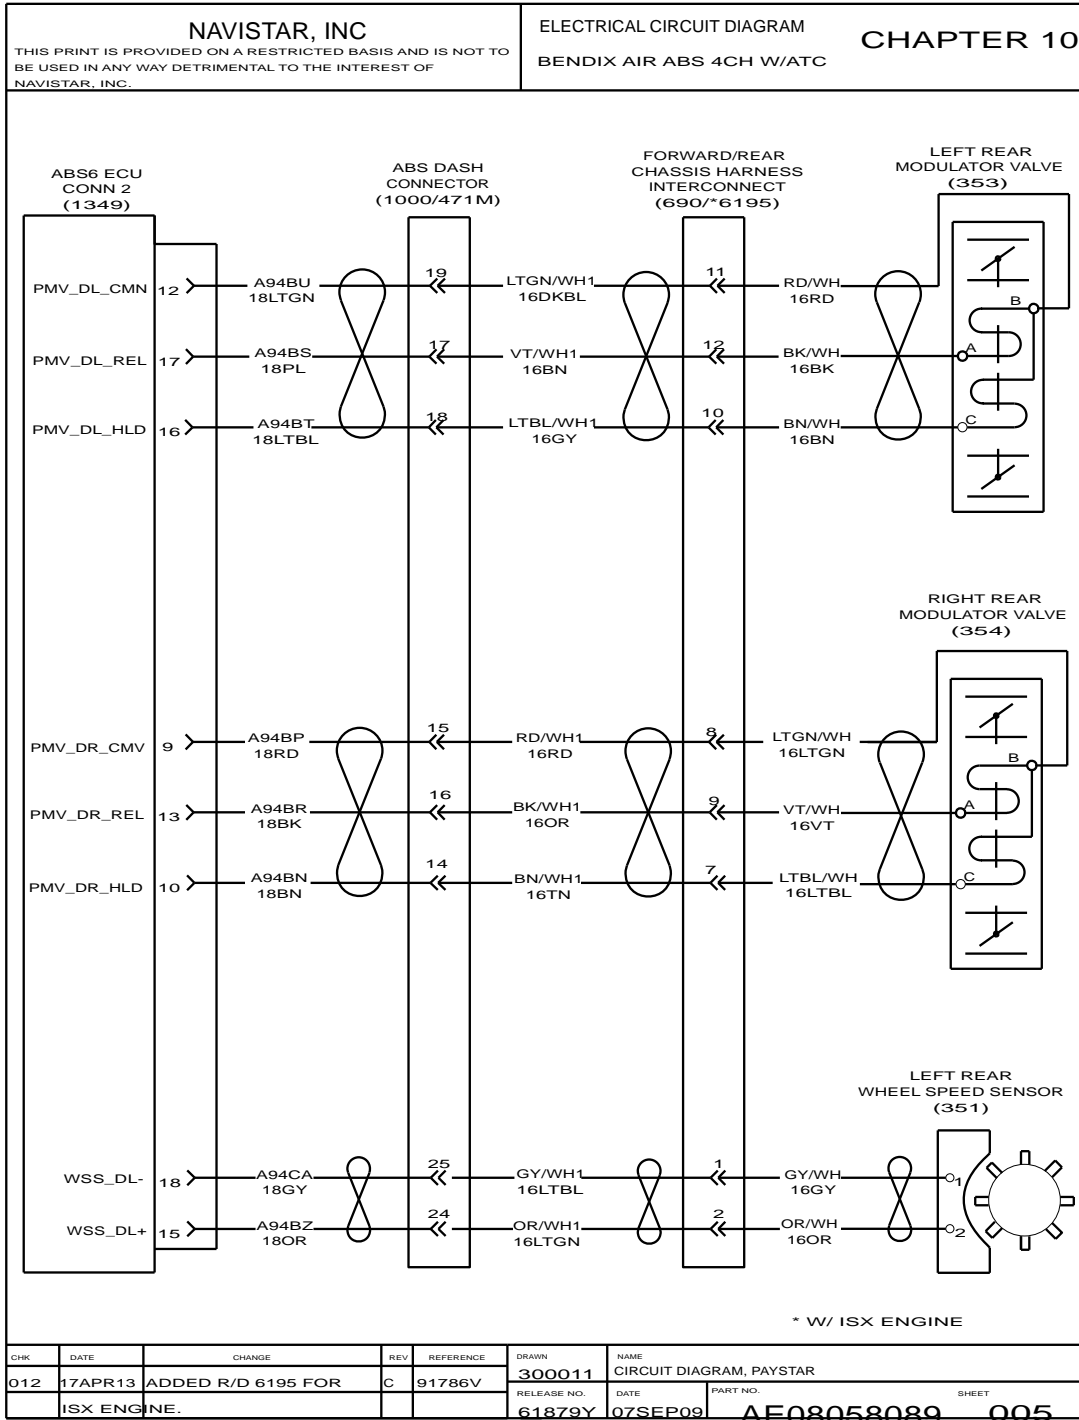 NAVISTAR, INC
THIS PRINT IS PROVIDED ON A RESTRICTED BASIS AND IS NOT TO
BE USED IN ANY WAY DETRIMENTAL TO THE INTEREST OF
NAVISTAR, INC.
ELECTRICAL CIRCUIT DIAGRAM
BENDIX AIR ABS 4CH W/ATC
CHAPTER 10
ABS6 ECU
CONN 2
(1349)
ABS DASH
CONNECTOR
(1000/471M)
FORWARD/REAR
CHASSIS HARNESS
INTERCONNECT
(690/*6195)
LEFT REAR
MODULATOR VALVE
(353)
PMV_DL_CMN 12 A94BU 19 LTGN/WH1 11 RD/WH
18LTGN 16DKBL 16RD
B
PMV_DL_REL 17 A94BS 17 VT/WH1 12 BK/WH A
18PL 16BN 16BK
PMV_DL_HLD 16 A94BT 18 LTBL/WH1 10 BN/WH C
18LTBL 16GY 16BN
RIGHT REAR
MODULATOR VALVE
(354)
PMV_DR_CMV 9 A94BP 15 RD/WH1 8 LTGN/WH
18RD 16RD 16LTGN
B
PMV_DR_REL 13 A94BR 16 BK/WH1 9 VT/WH A
18BK 16OR 16VT
PMV_DR_HLD 10 A94BN 14 BN/WH1 7 LTBL/WH C
18BN 16TN 16LTBL
LEFT REAR
WHEEL SPEED SENSOR
(351)
WSS_DL- 18 A94CA 25 GY/WH1 1 GY/WH 1
18GY 16LTBL 16GY
WSS_DL+ 15 A94BZ 24 OR/WH1 2 OR/WH 2
18OR 16LTGN 16OR
* W/ ISX ENGINE
CHK DATE CHANGE REV REFERENCE
012 17APR13 ADDED R/D 6195 FOR C 91786V
ISX ENGINE.
DRAWN
300011
NAME
CIRCUIT DIAGRAM, PAYSTAR
RELEASE NO.
61879Y
DATE
07SEP09
PART NO.
AE08058089
SHEET
005